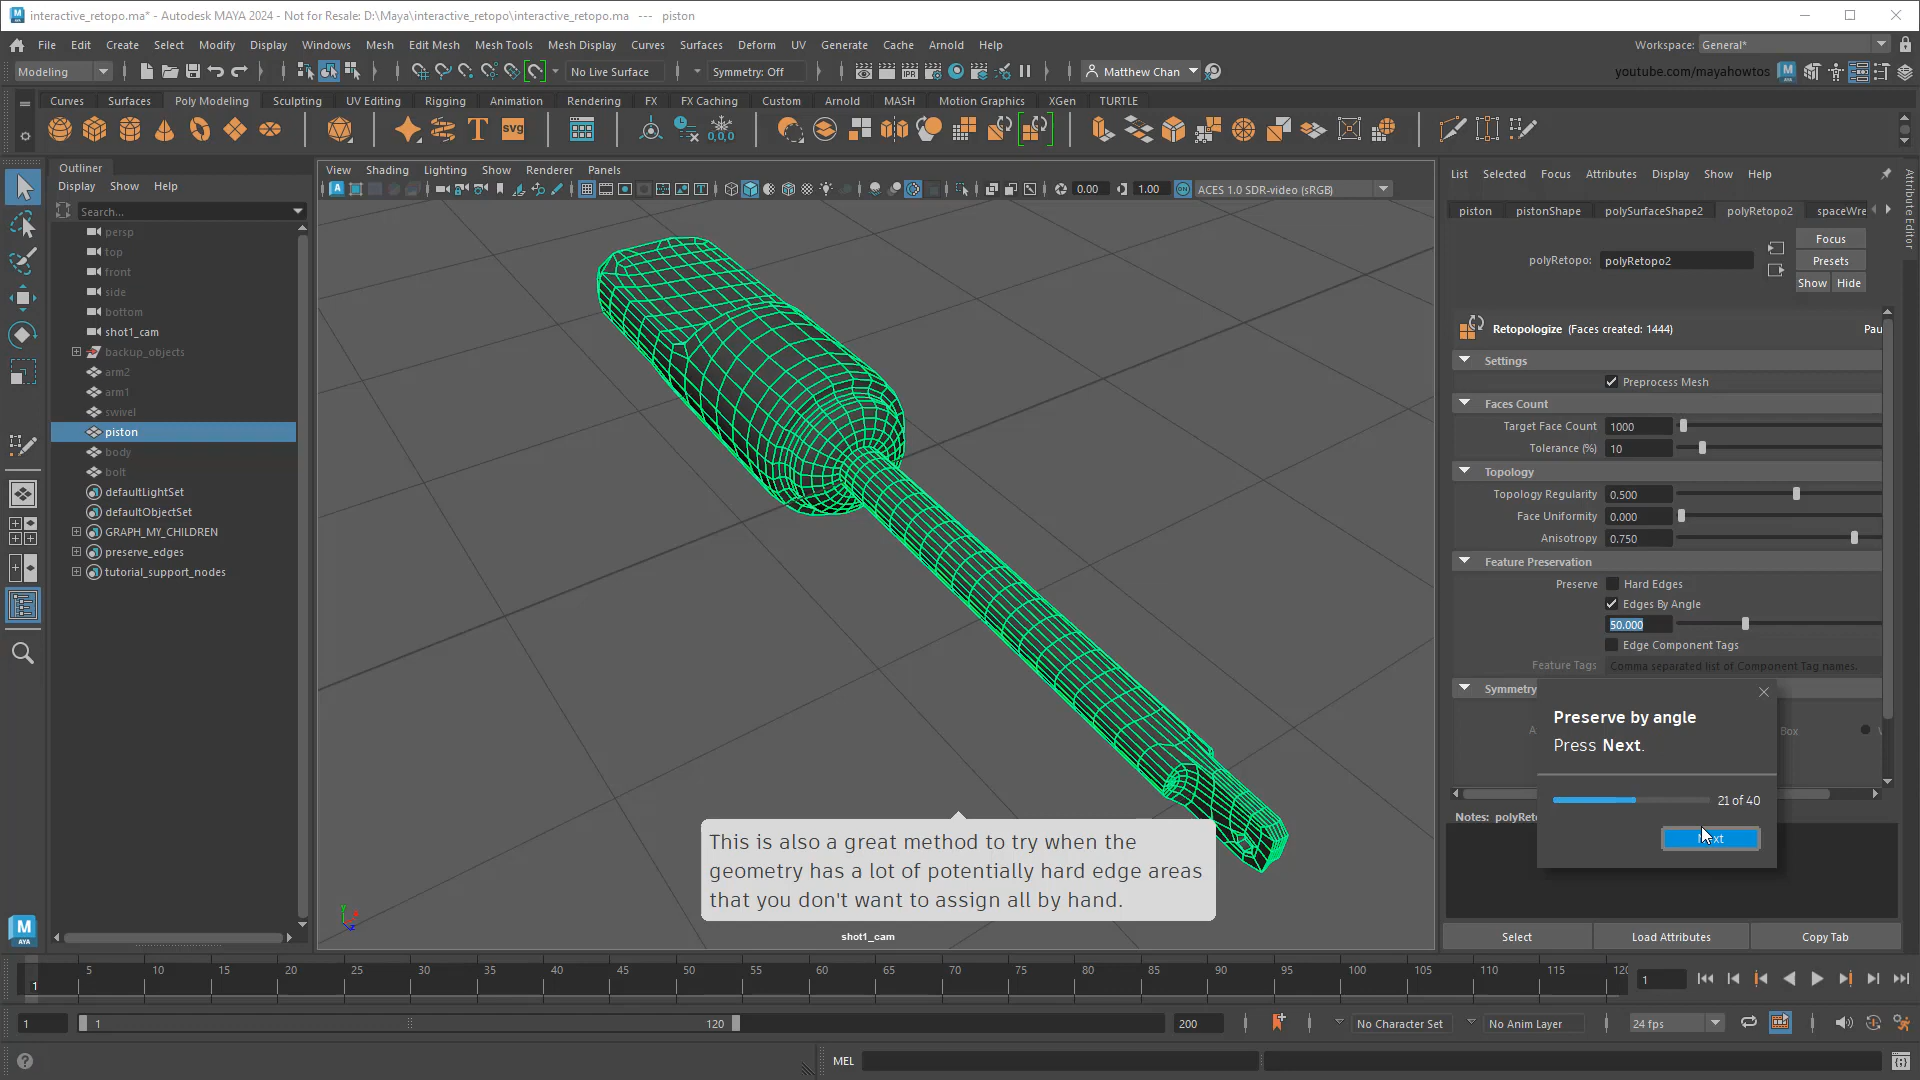 interactive_retopo.ma* - Autodesk MAYA 2024 - Not for Resale: D:\Maya\interactive_retopo\interactive_retopo.ma --- piston
File Edit Create Select Modify Display Windows Mesh Edit Mesh Mesh Tools Mesh Display Curves Surfaces Deform UV Generate Cache Arnold Help
Workspace: General*
Modeling
No Live Surface
Symmetry: Off
Matthew Chan
youtube.com/mayahowtos
Curves Surfaces Poly Modeling Sculpting UV Editing Rigging Animation Rendering FX FX Caching Custom Arnold MASH Motion Graphics XGen TURTLE
Outliner
Display Show Help
Search...
persp
top
front
side
bottom
shot1_cam
backup_objects
arm2
arm1
swivel
piston
body
bolt
defaultLightSet
defaultObjectSet
GRAPH_MY_CHILDREN
preserve_edges
tutorial_support_nodes
View Shading Lighting Show Renderer Panels
0.00
1.00
ACES 1.0 SDR-video (sRGB)
This is also a great method to try when the
geometry has a lot of potentially hard edge areas
that you don't want to assign all by hand.
shot1_cam
List Selected Focus Attributes Display Show Help
Attribute Editor
piston pistonShape polySurfaceShape2 polyRetopo2 spaceWre
Focus
polyRetopo: polyRetopo2
Presets
Show Hide
Retopologize (Faces created: 1444)
Pau
Settings
Preprocess Mesh
Faces Count
Target Face Count 1000
Tolerance (%) 10
Topology
Topology Regularity 0.500
Face Uniformity 0.000
Anisotropy 0.750
Feature Preservation
Preserve Hard Edges
Edges By Angle
50.000
Edge Component Tags
Feature Tags Comma separated list of Component Tag names.
Symmetry
Box
Preserve by angle
Press Next.
21 of 40
Notes: polyRet
Select Load Attributes Copy Tab
5 10 15 20 25 30 35 40 45 50 55 60 65 70 75 80 85 90 95 100 105 110 115 120
1
1
1
1
120
200
No Character Set
No Anim Layer
24 fps
MEL